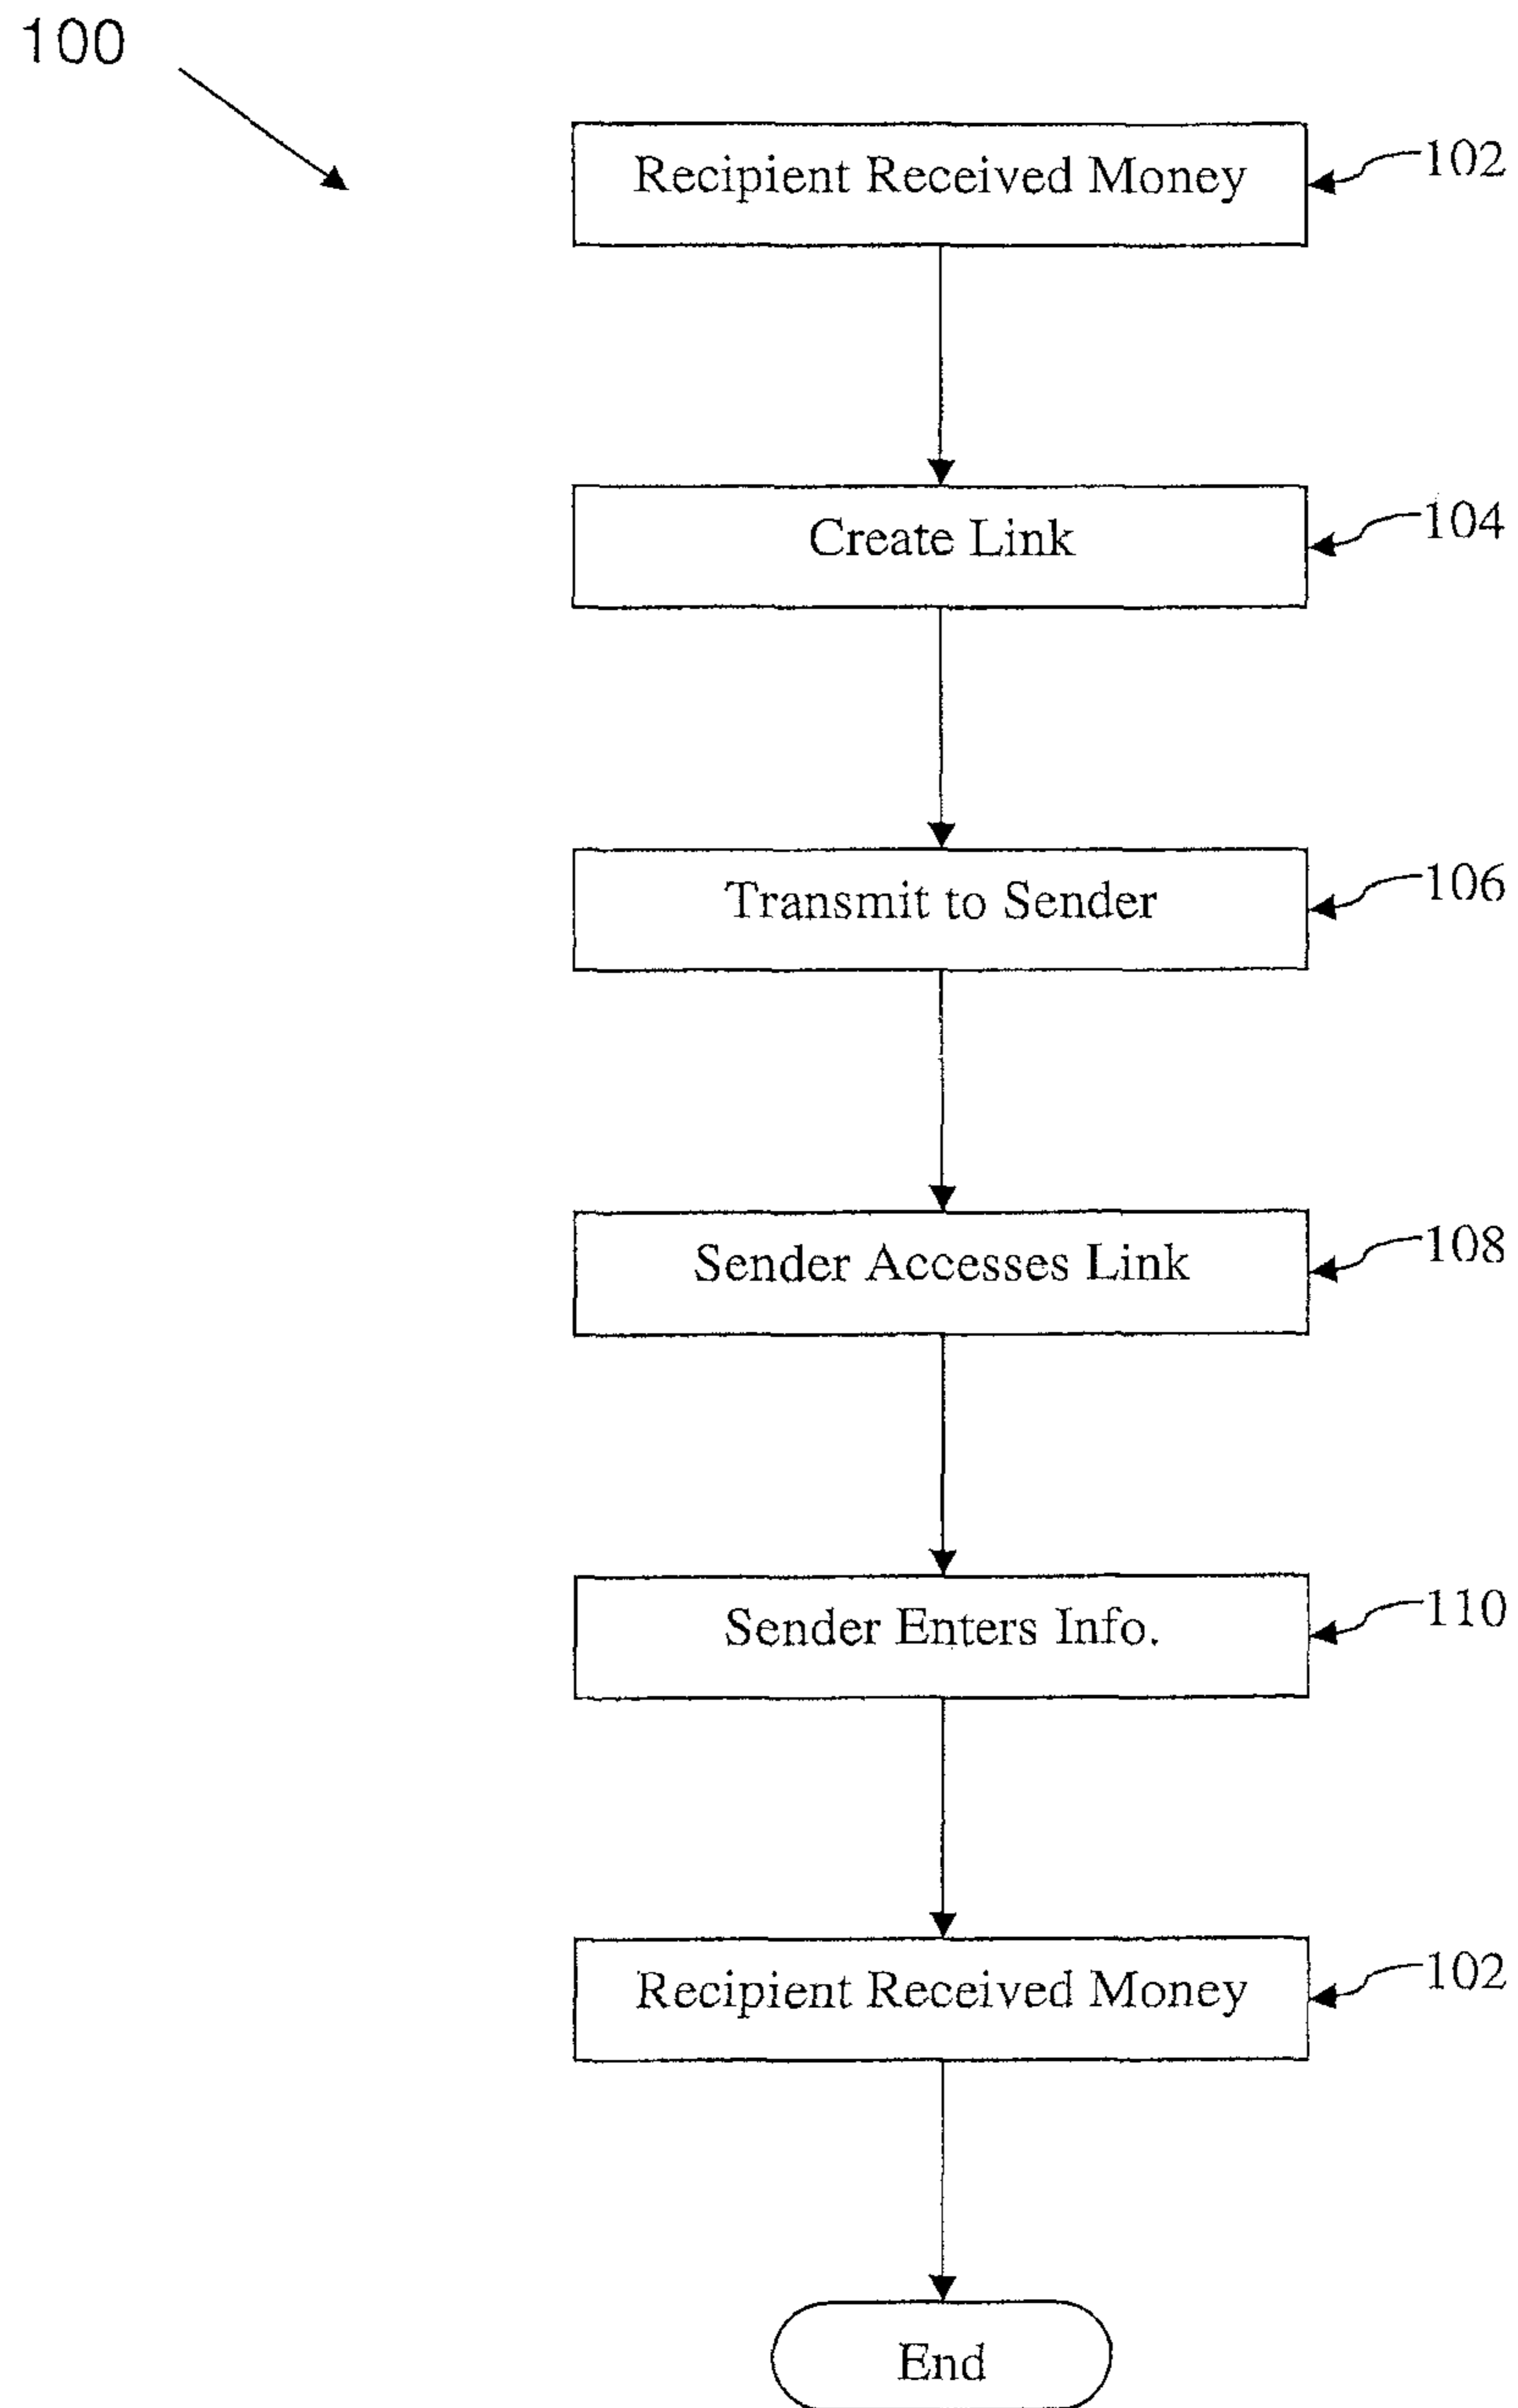 100
Recipient Received Money
102
Create Link
104
Transmit to Sender
106
Sender Accesses Link
108
Sender Enters Info.
110
Recipient Received Money
102
End